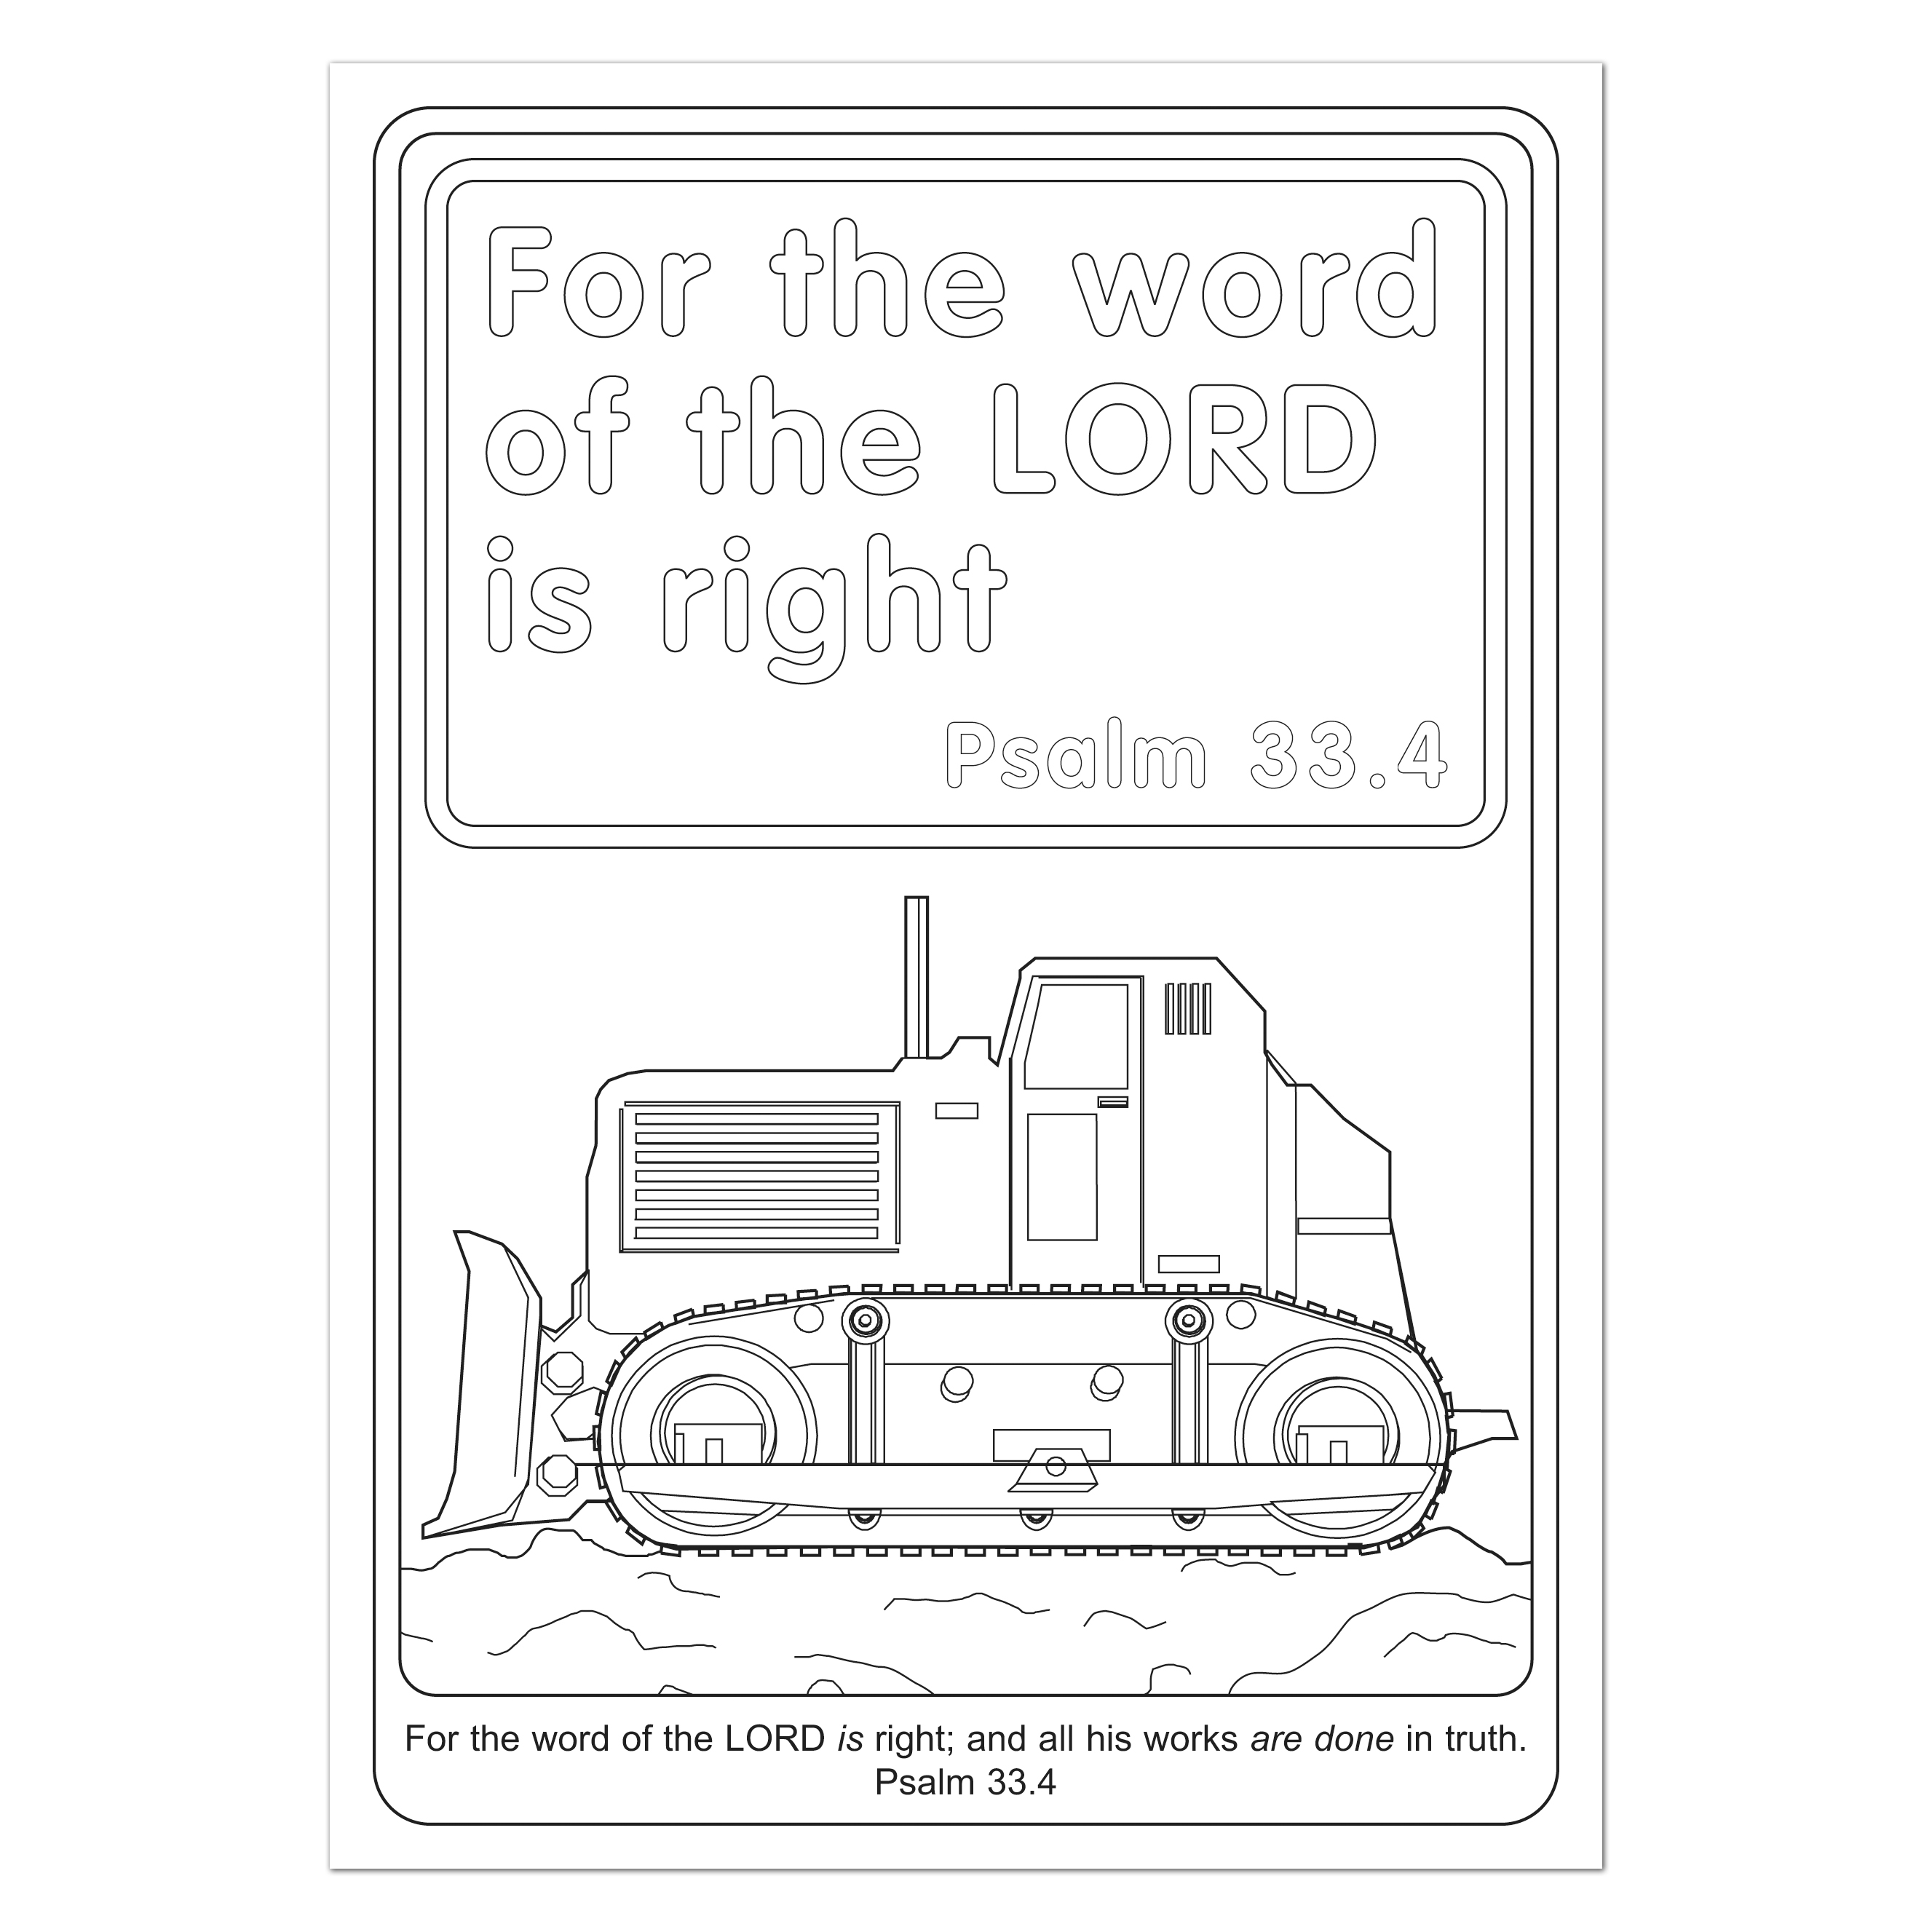 For the word
of the LORD
is right
Psalm 33.4
For the word of the LORD is right; and all his works are done in truth.
Psalm 33.4